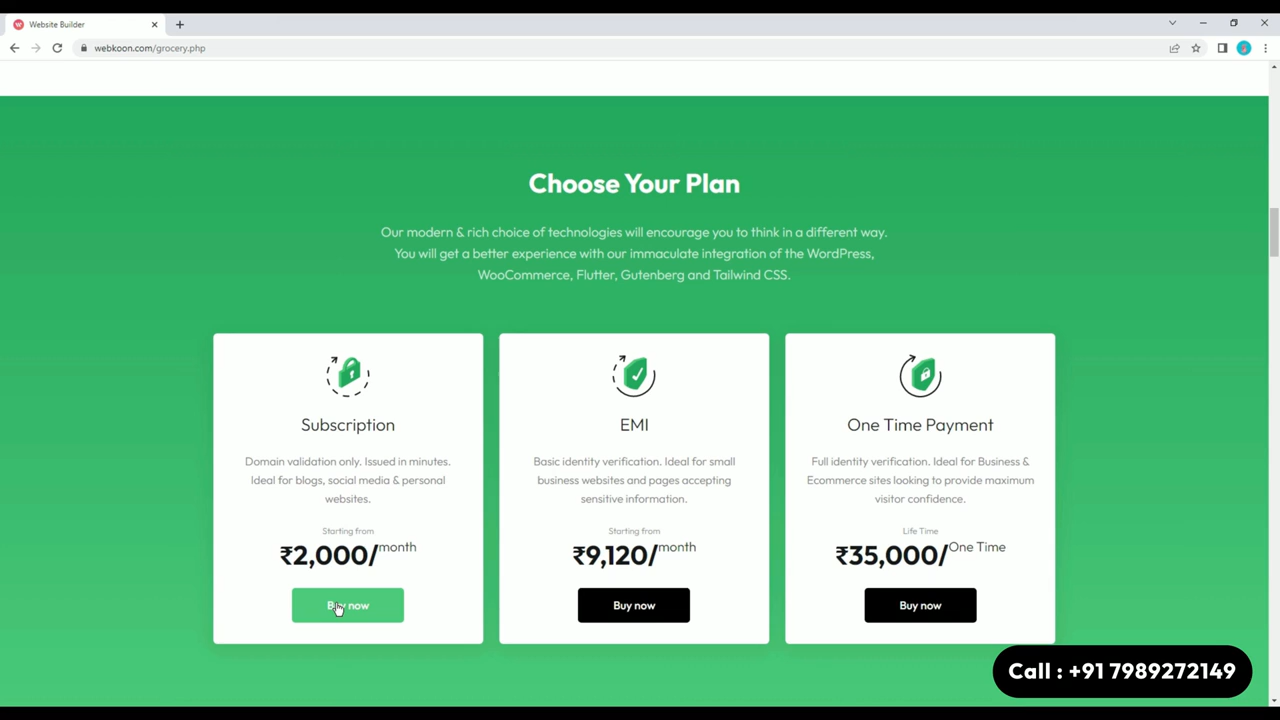 Website Builder
webkoon.com/grocery.php
Choose Your Plan
Our modern & rich choice of technologies will encourage you to think in a different way.
You will get a better experience with our immaculate integration of the WordPress,
WooCommerce, Flutter, Gutenberg and Tailwind CSS.
Subscription
Domain validation only. Issued in minutes.
Ideal for blogs, social media & personal
websites.
Starting from
₹2,000/month
Buy now
EMI
Basic identity verification. Ideal for small
business websites and pages accepting
sensitive information.
Starting from
₹9,120/month
Buy now
One Time Payment
Full identity verification. Ideal for Business &
Ecommerce sites looking to provide maximum
visitor confidence.
Life Time
₹35,000/One Time
Buy now
Call : +91 7989272149